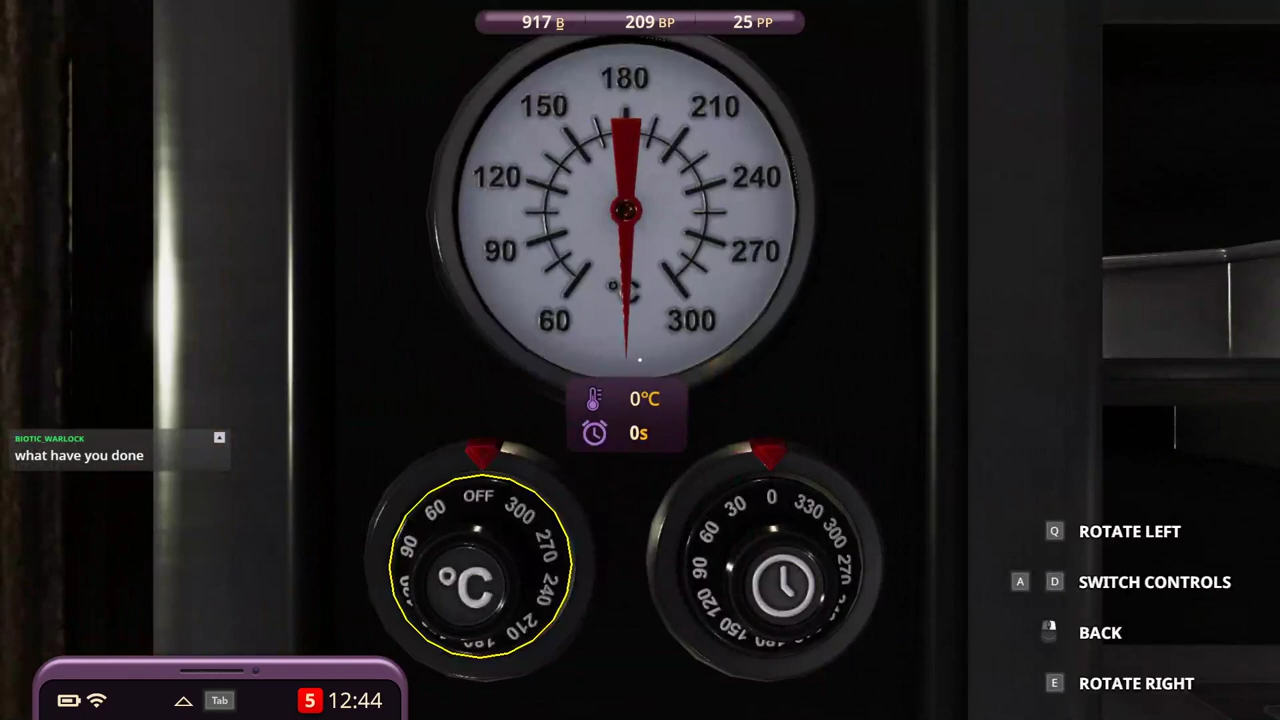 917 B 209 BP 25 PP
180
150 210
120 240
90 270
°C
60 300
0°C
0s
BIOTIC_WARLOCK
what have you done
OFF 300 270 240 210 180 90 60
°C
0 330 300 270 180 150 120 90 60 30
Q ROTATE LEFT
A D SWITCH CONTROLS
BACK
E ROTATE RIGHT
Tab 5 12:44